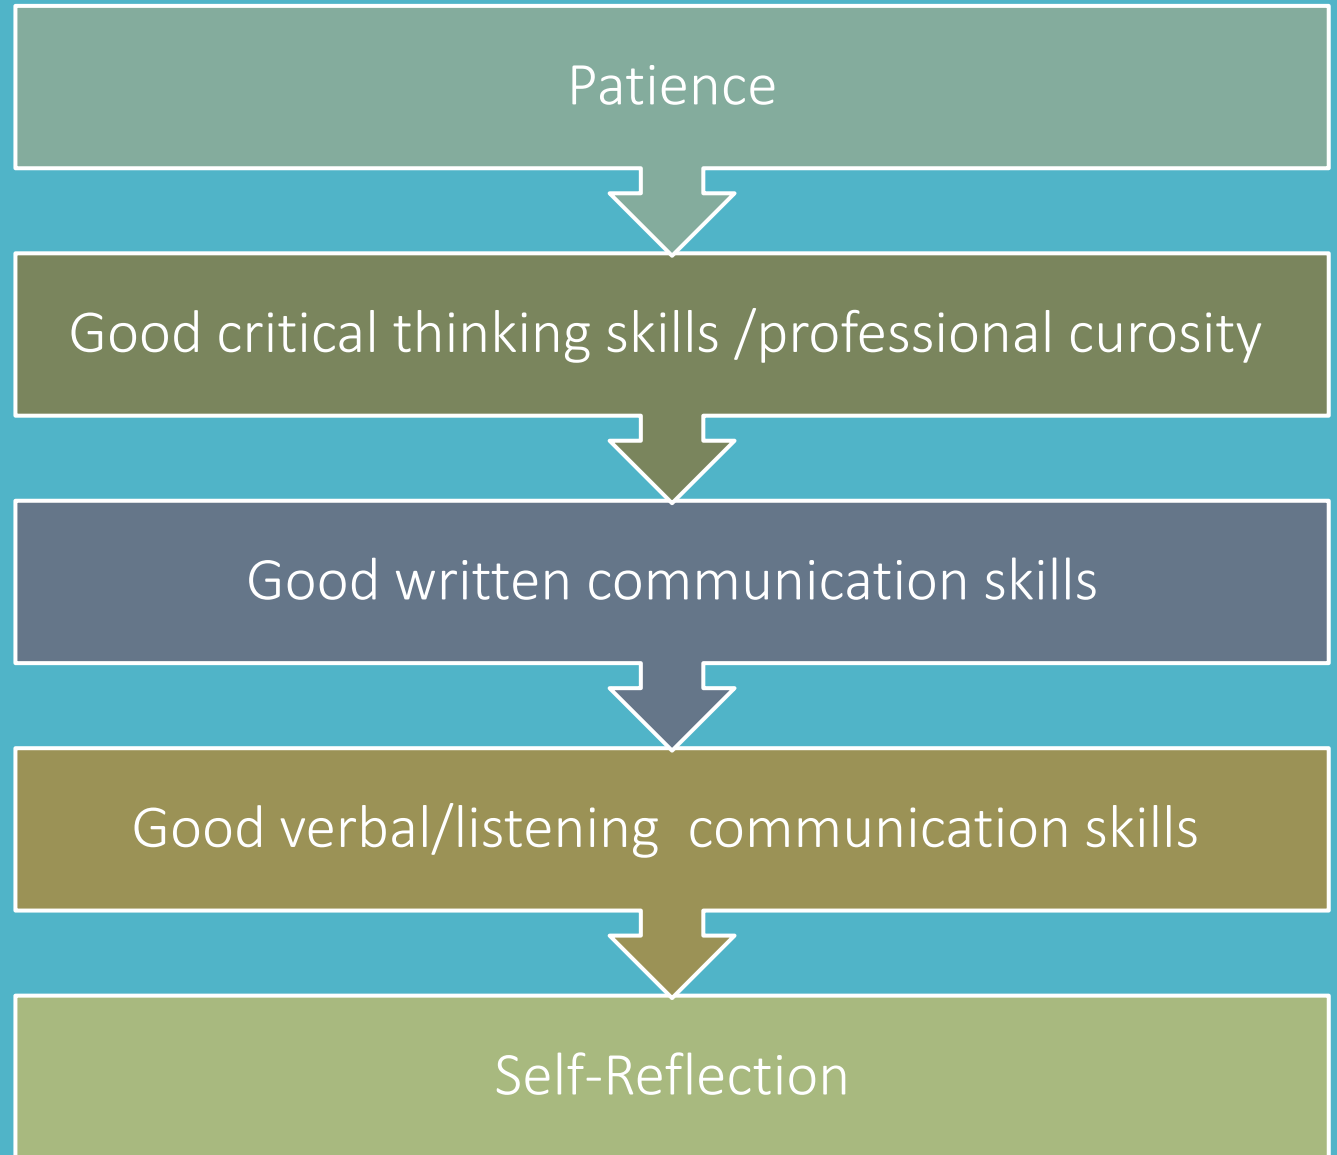 Patience
Good critical thinking skills /professional curosity
Good written communication skills
Good verbal/listening  communication skills
Self-Reflection